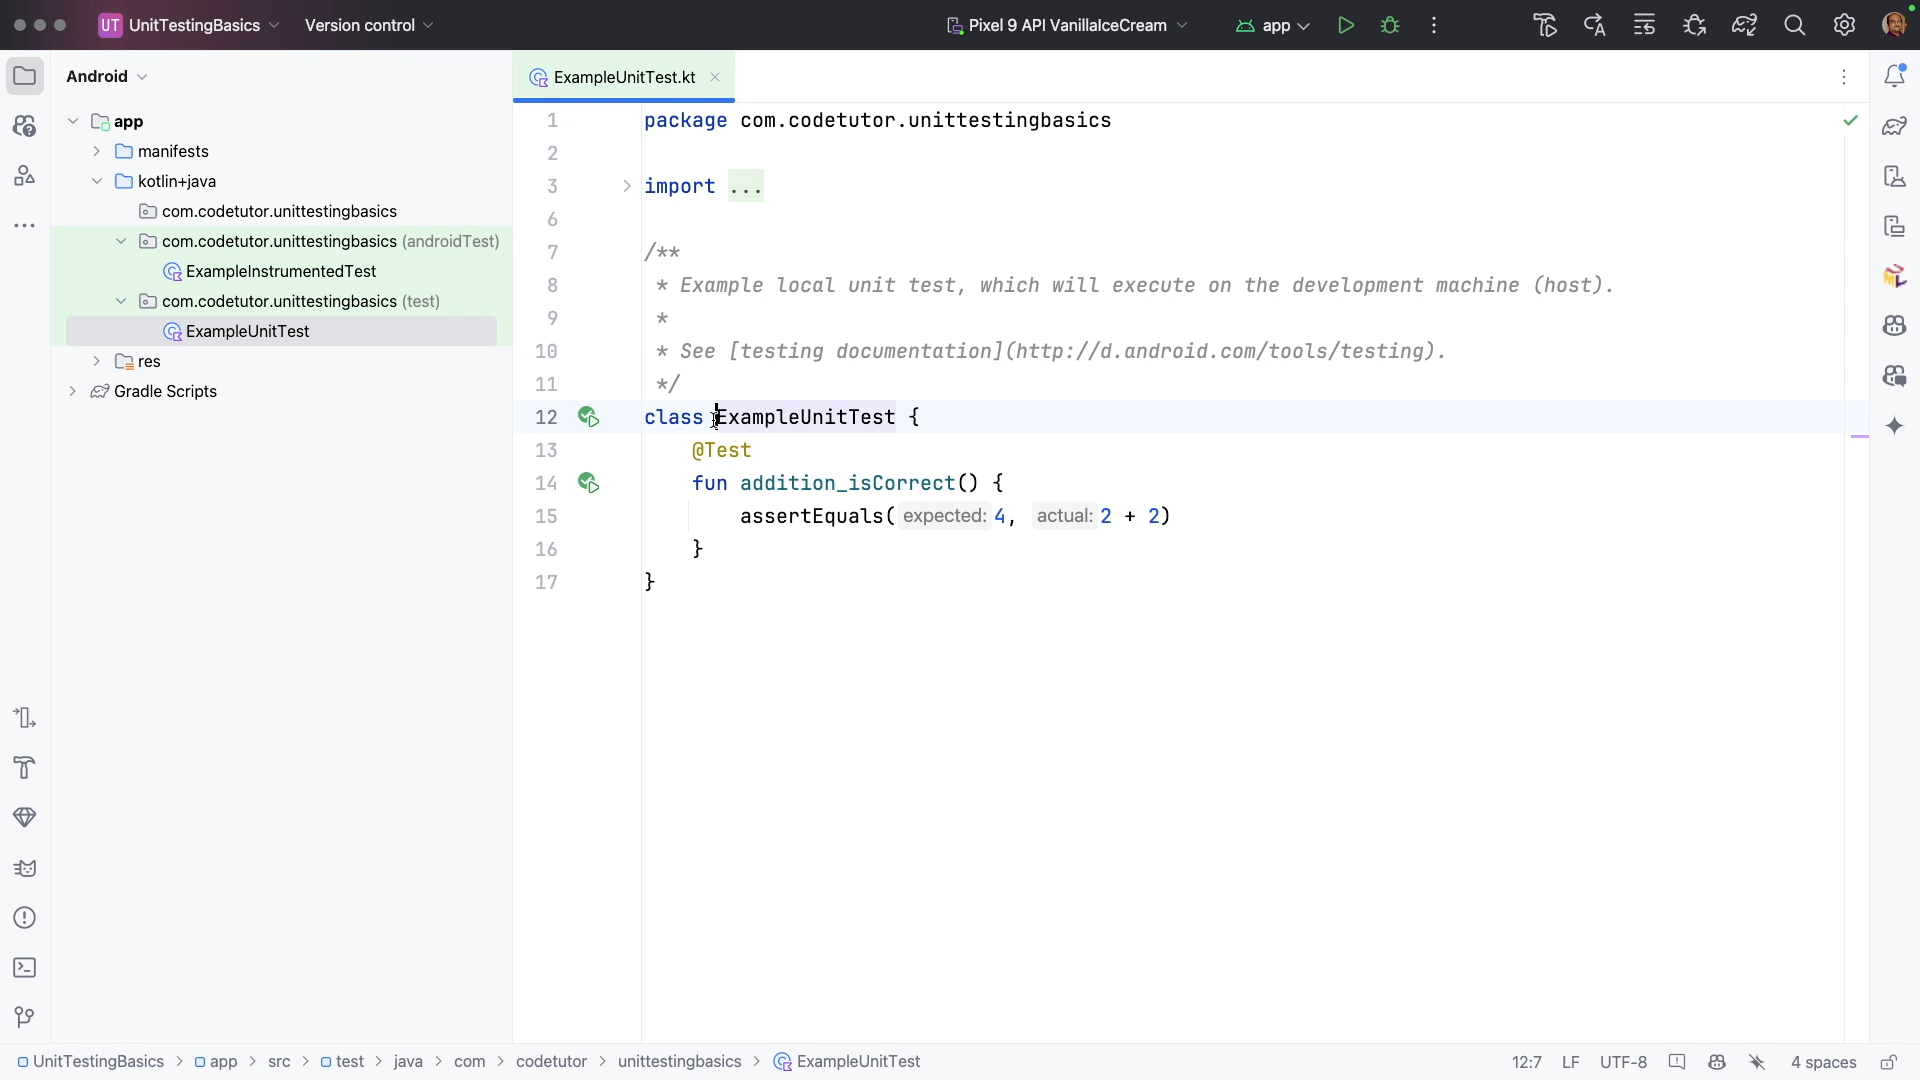 UT UnitTestingBasics Version control Pixel 9 API VanillaIceCream app
Android
app
manifests
kotlin+java
com.codetutor.unittestingbasics
com.codetutor.unittestingbasics (androidTest)
ExampleInstrumentedTest
com.codetutor.unittestingbasics (test)
ExampleUnitTest
res
Gradle Scripts
ExampleUnitTest.kt
1 package com.codetutor.unittestingbasics
2
3 import ...
6
7 /**
8 * Example local unit test, which will execute on the development machine (host).
9 *
10 * See [testing documentation](http://d.android.com/tools/testing).
11 */
12 class ExampleUnitTest {
13 @Test
14 fun addition_isCorrect() {
15 assertEquals( expected: 4, actual: 2 + 2)
16 }
17 }
UnitTestingBasics > app > src > test > java > com > codetutor > unittestingbasics > ExampleUnitTest 12:7 LF UTF-8 4 spaces